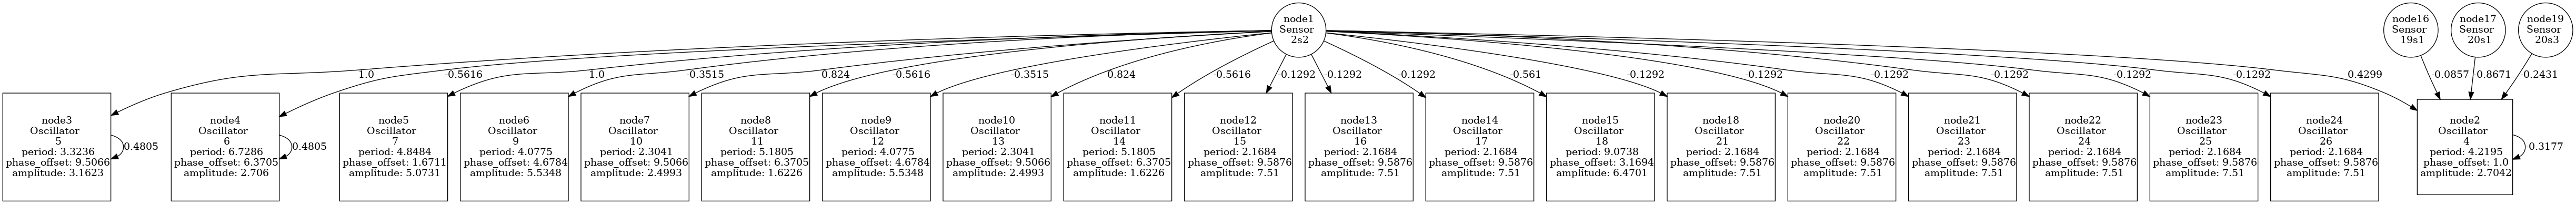 node1
Sensor
2s2
node16
Sensor
19s1
node17
Sensor
20s1
node19
Sensor
20s3
1.0
-0.5616
1.0
-0.3515
0.824
-0.5616
-0.3515
0.824
-0.5616
-0.1292
-0.1292
-0.1292
-0.561
-0.1292
-0.1292
-0.1292
-0.1292
-0.1292
-0.1292
0.4299
-0.0857
-0.8671
-0.2431
node3
Oscillator
5
period: 3.3236
phase_offset: 9.5066
amplitude: 3.1623
0.4805
node4
Oscillator
6
period: 6.7286
phase_offset: 6.3705
amplitude: 2.706
0.4805
node5
Oscillator
7
period: 4.8484
phase_offset: 1.6711
amplitude: 5.0731
node6
Oscillator
9
period: 4.0775
phase_offset: 4.6784
amplitude: 5.5348
node7
Oscillator
10
period: 2.3041
phase_offset: 9.5066
amplitude: 2.4993
node8
Oscillator
11
period: 5.1805
phase_offset: 6.3705
amplitude: 1.6226
node9
Oscillator
12
period: 4.0775
phase_offset: 4.6784
amplitude: 5.5348
node10
Oscillator
13
period: 2.3041
phase_offset: 9.5066
amplitude: 2.4993
node11
Oscillator
14
period: 5.1805
phase_offset: 6.3705
amplitude: 1.6226
node12
Oscillator
15
period: 2.1684
phase_offset: 9.5876
amplitude: 7.51
node13
Oscillator
16
period: 2.1684
phase_offset: 9.5876
amplitude: 7.51
node14
Oscillator
17
period: 2.1684
phase_offset: 9.5876
amplitude: 7.51
node15
Oscillator
18
period: 9.0738
phase_offset: 3.1694
amplitude: 6.4701
node18
Oscillator
21
period: 2.1684
phase_offset: 9.5876
amplitude: 7.51
node20
Oscillator
22
period: 2.1684
phase_offset: 9.5876
amplitude: 7.51
node21
Oscillator
23
period: 2.1684
phase_offset: 9.5876
amplitude: 7.51
node22
Oscillator
24
period: 2.1684
phase_offset: 9.5876
amplitude: 7.51
node23
Oscillator
25
period: 2.1684
phase_offset: 9.5876
amplitude: 7.51
node24
Oscillator
26
period: 2.1684
phase_offset: 9.5876
amplitude: 7.51
node2
Oscillator
4
period: 4.2195
phase_offset: 1.0
amplitude: 2.7042
-0.3177